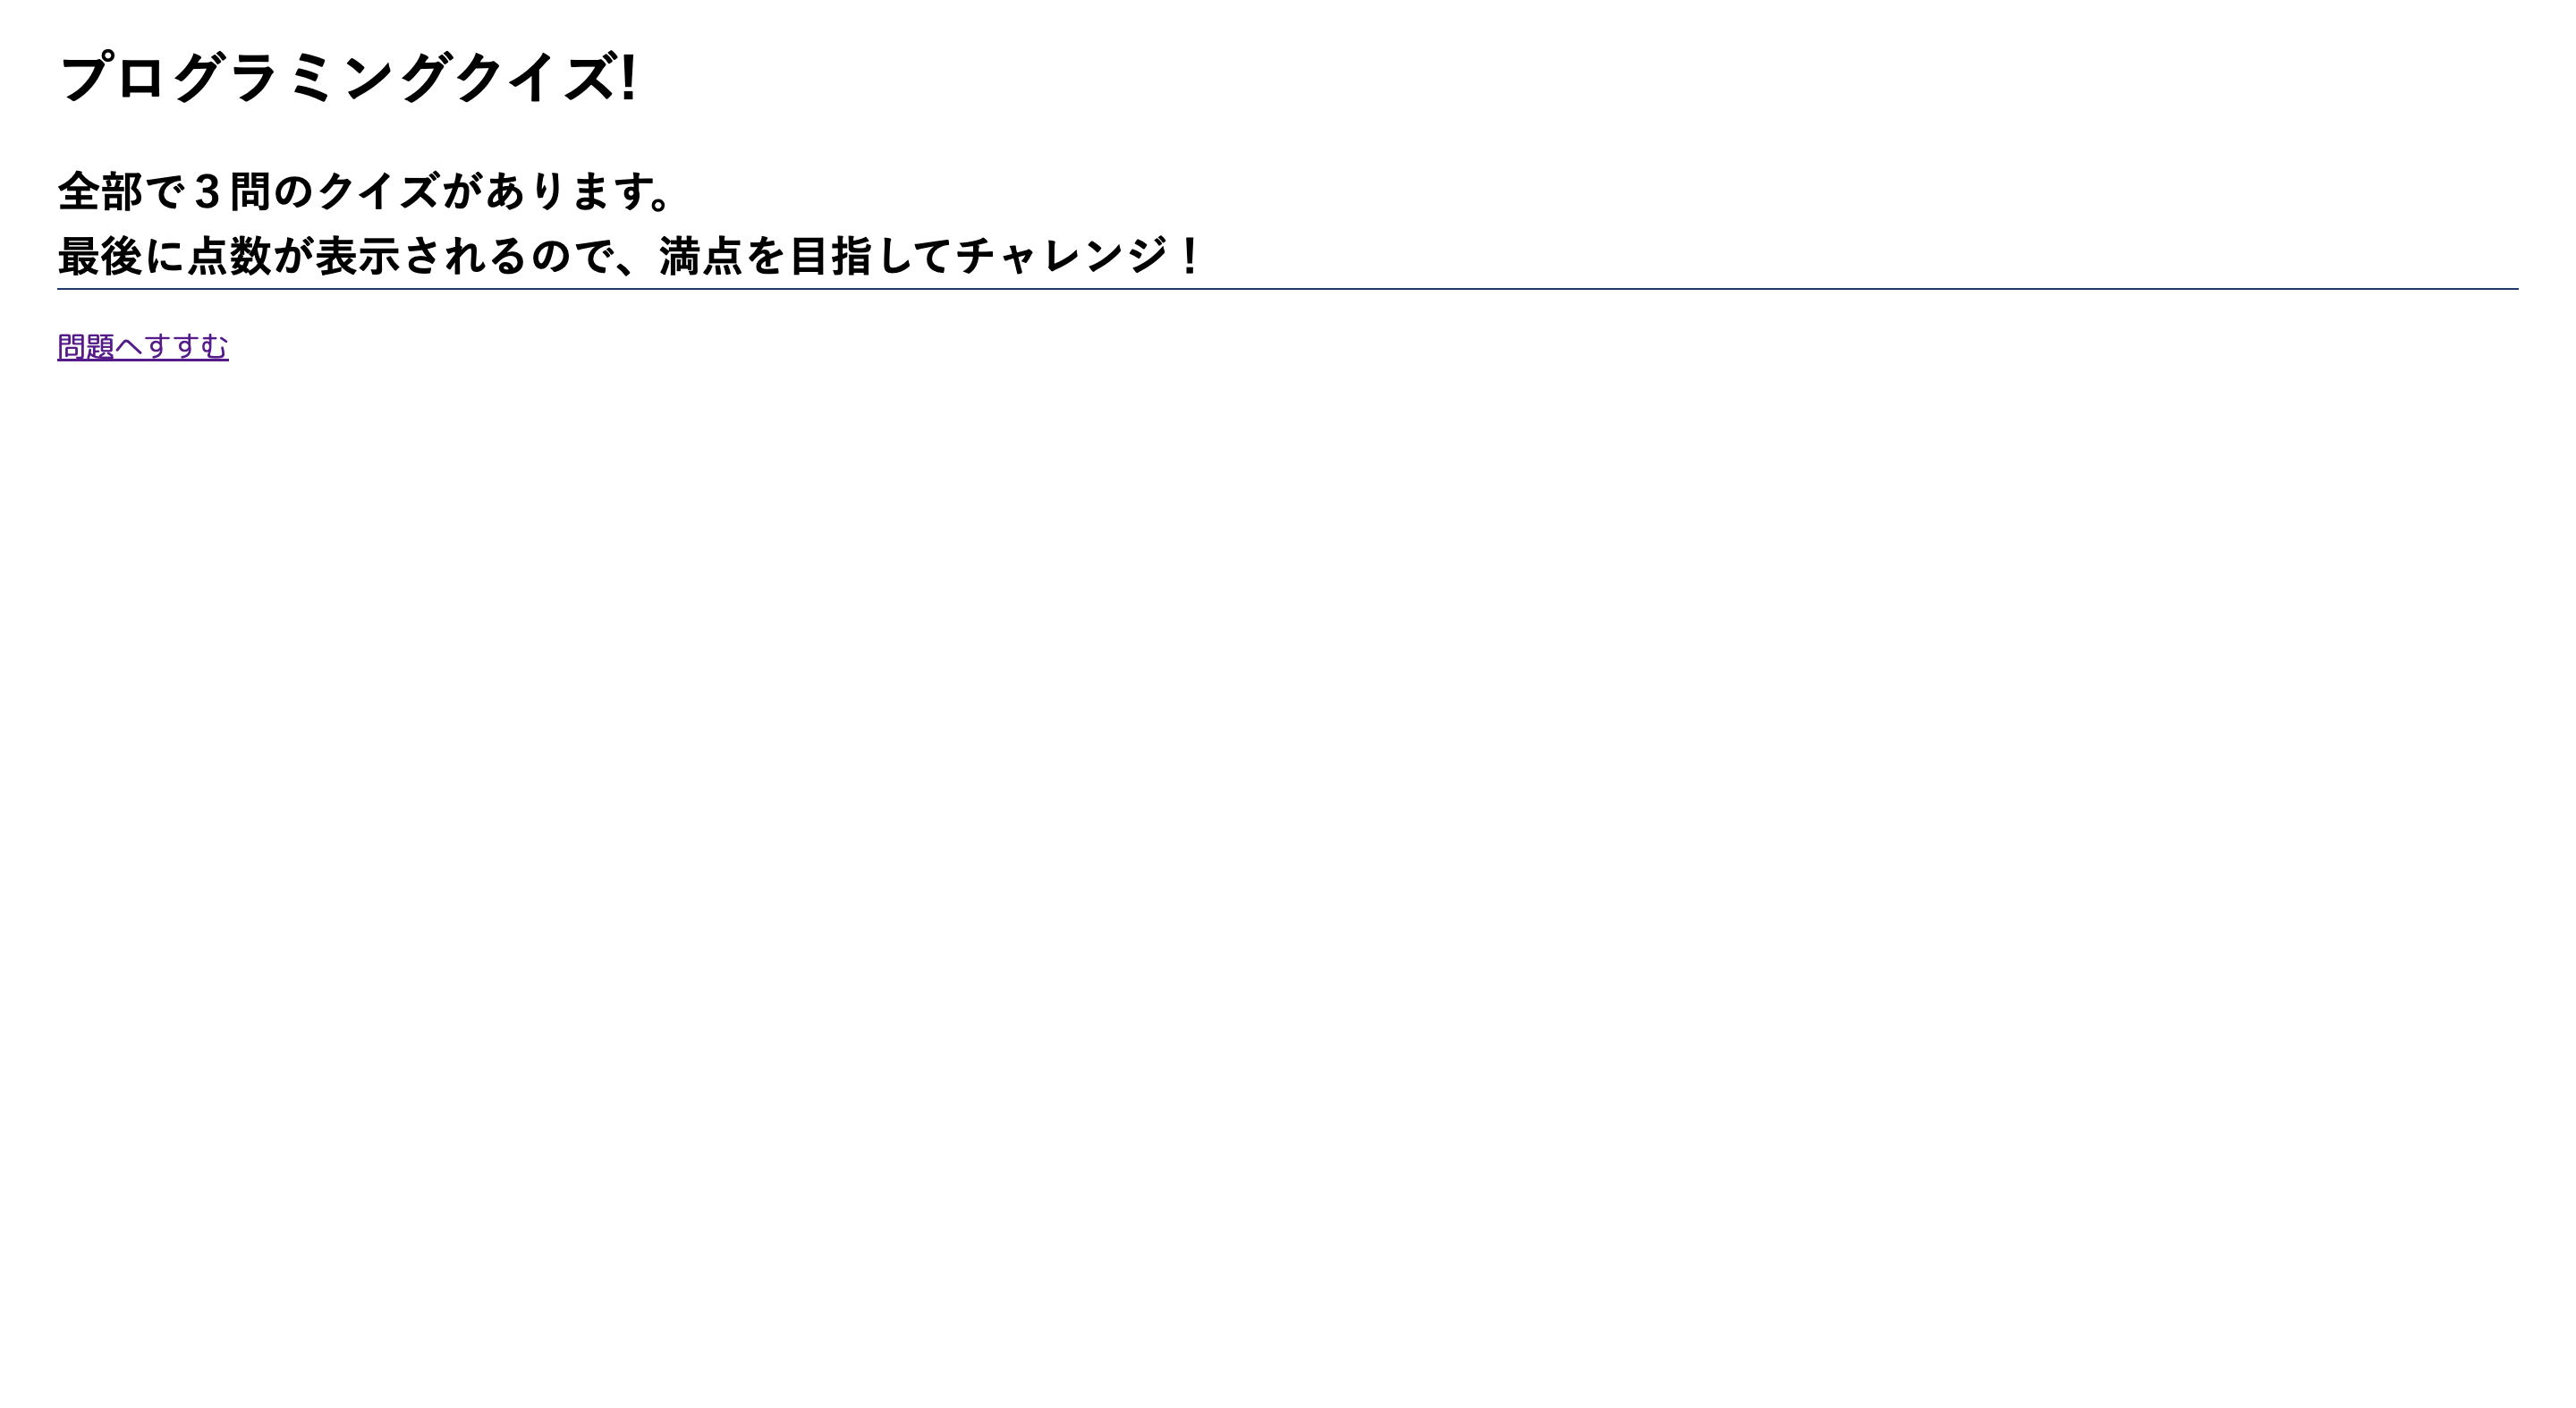 プログラミングクイズ!
全部で３問のクイズがあります。
最後に点数が表示されるので、満点を目指してチャレンジ！
問題へすすむ